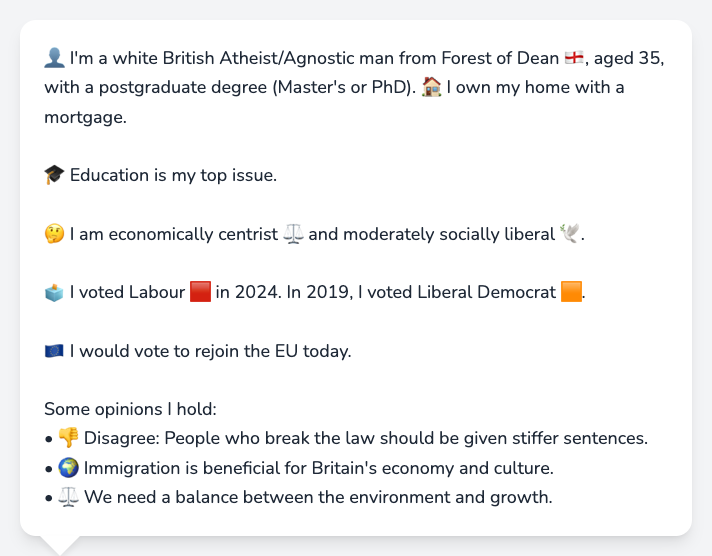 👤 I'm a white British Atheist/Agnostic man from Forest of Dean 🏴󠁧󠁢󠁥󠁮󠁧󠁿, aged 35,
with a postgraduate degree (Master's or PhD). 🏠 I own my home with a
mortgage.
🎓 Education is my top issue.
🤔 I am economically centrist ⚖️ and moderately socially liberal 🕊️.
🗳️ I voted Labour 🟥 in 2024. In 2019, I voted Liberal Democrat 🟧.
🇪🇺 I would vote to rejoin the EU today.
Some opinions I hold:
• 👎 Disagree: People who break the law should be given stiffer sentences.
• 🌍 Immigration is beneficial for Britain's economy and culture.
• ⚖️ We need a balance between the environment and growth.